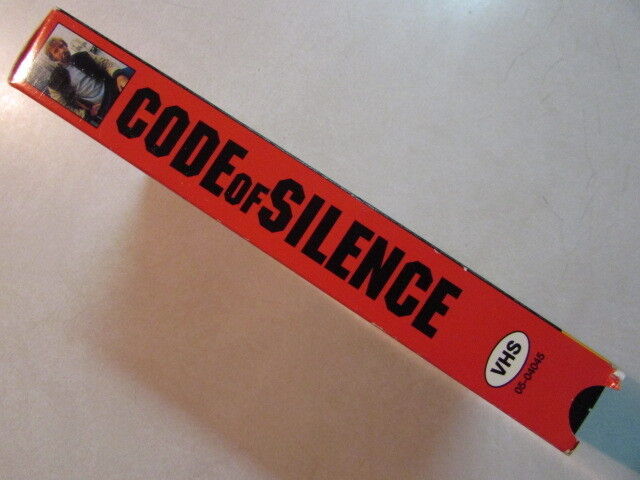 CODE OF SILENCE
VHS
05-04045